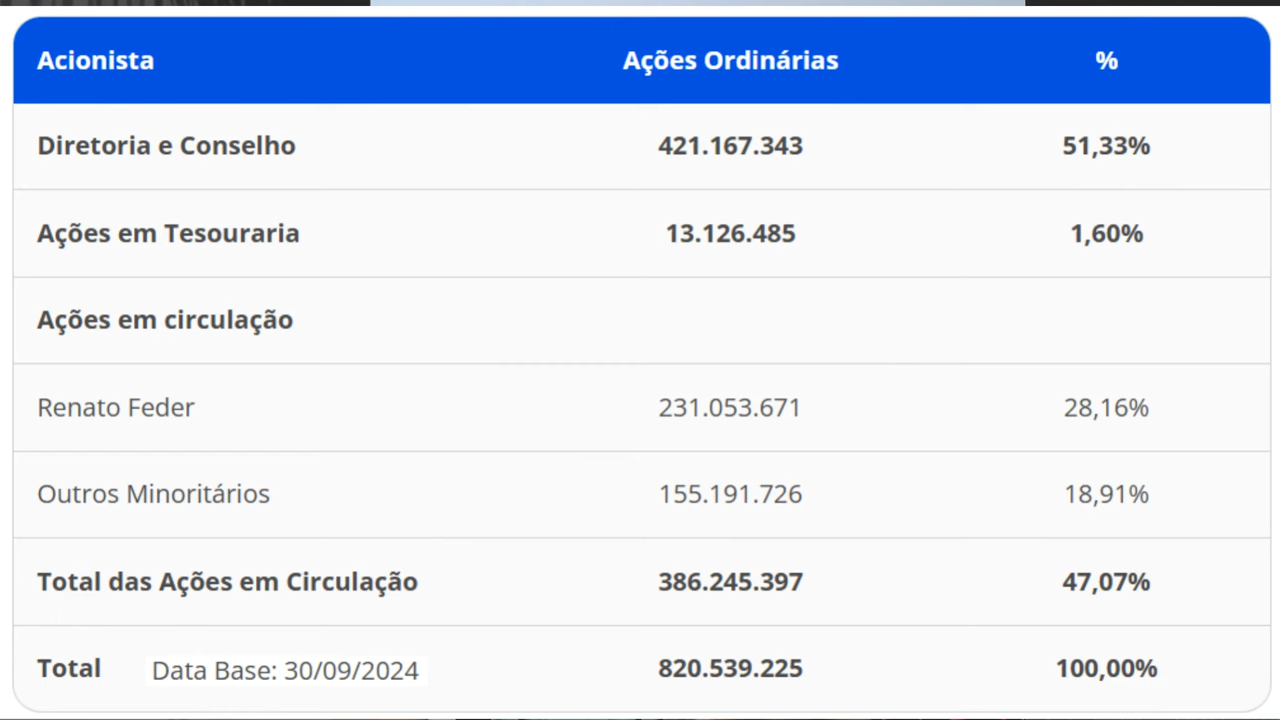 Acionista Ações Ordinárias %
Diretoria e Conselho 421.167.343 51,33%
Ações em Tesouraria 13.126.485 1,60%
Ações em circulação
Renato Feder 231.053.671 28,16%
Outros Minoritários 155.191.726 18,91%
Total das Ações em Circulação 386.245.397 47,07%
Total Data Base: 30/09/2024 820.539.225 100,00%